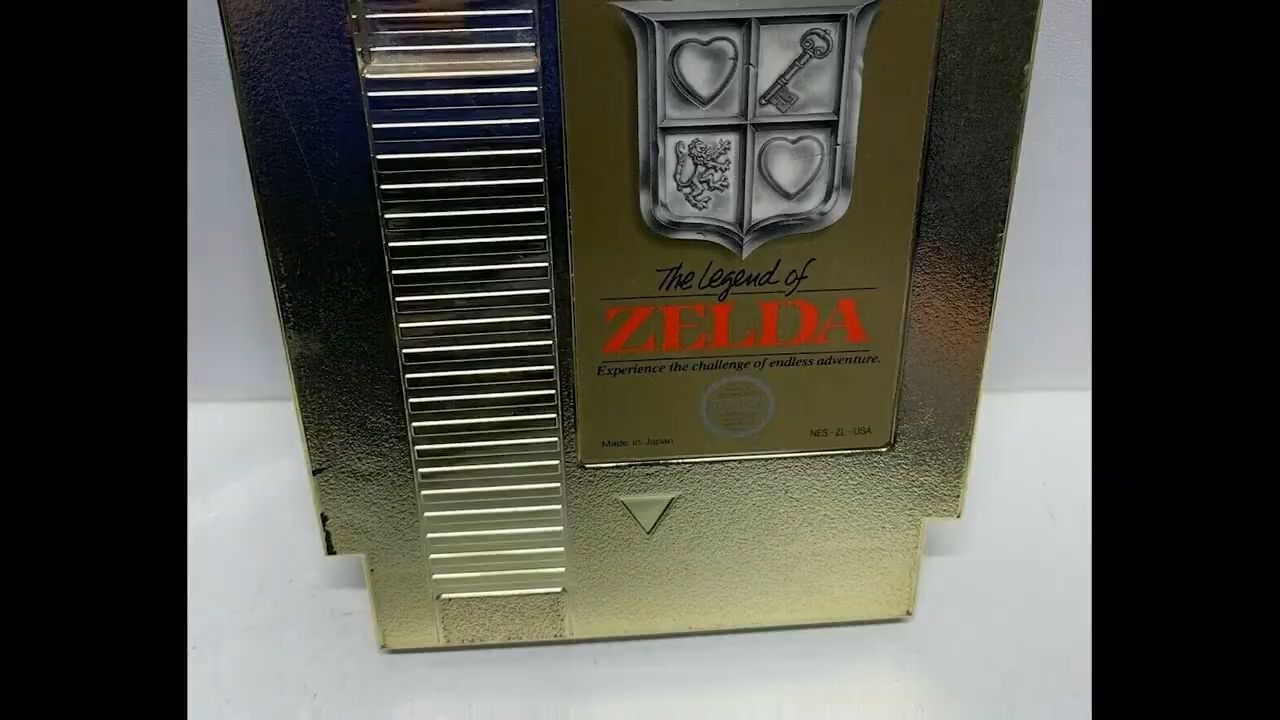 The Legend of
ZELDA
Experience the challenge of endless adventure.
Made in Japan
NES-ZL-USA